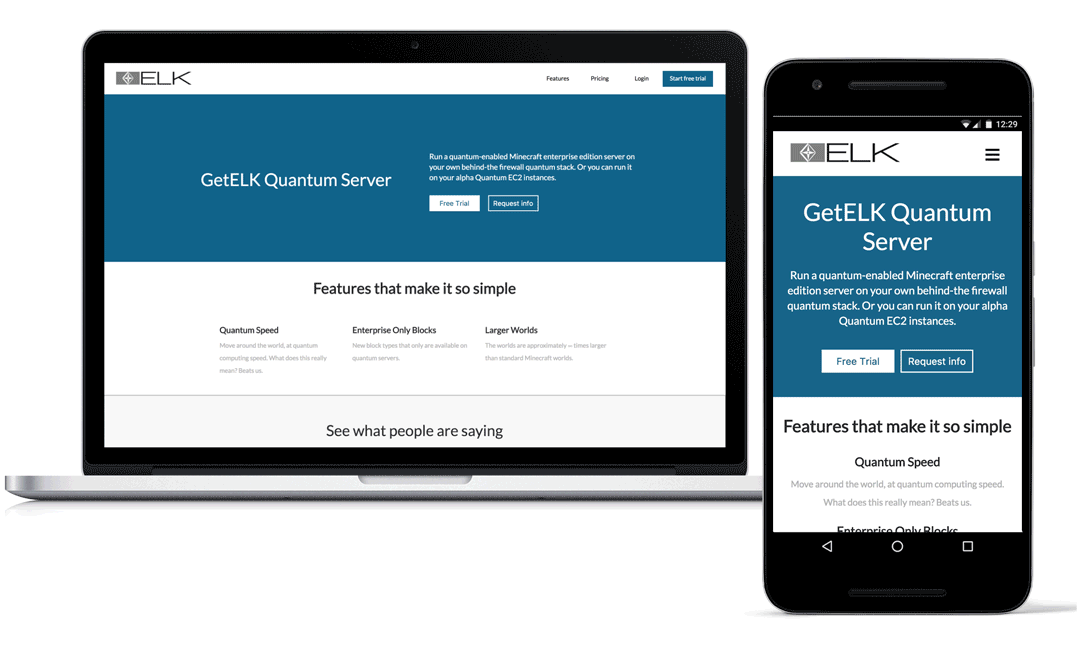 ELK
Features Pricing Login Start free trial
GetELK Quantum Server
Run a quantum-enabled Minecraft enterprise edition server on
your own behind-the firewall quantum stack. Or you can run it
on your alpha Quantum EC2 instances.
Free Trial Request info
Features that make it so simple
Quantum Speed
Move around the world, at quantum
computing speed. What does this really
mean? Beats us.
Enterprise Only Blocks
New block types that only are available on
quantum servers.
Larger Worlds
The worlds are approximately ∞ times larger
than standard Minecraft worlds.
See what people are saying
12:29
ELK
GetELK Quantum
Server
Run a quantum-enabled Minecraft enterprise
edition server on your own behind-the firewall
quantum stack. Or you can run it on your alpha
Quantum EC2 instances.
Free Trial Request info
Features that make it so simple
Quantum Speed
Move around the world, at quantum computing speed.
What does this really mean? Beats us.
Enterprise Only Blocks